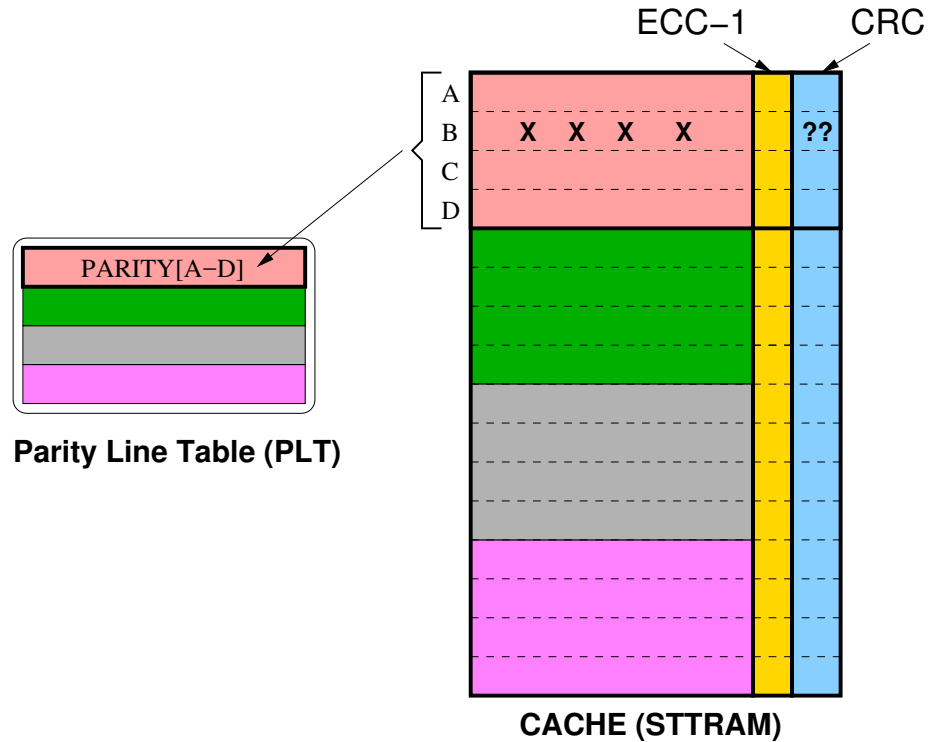 ECC−1 CRC
A
B X X X X ??
C
D
PARITY[A−D]
Parity Line Table (PLT)
CACHE (STTRAM)